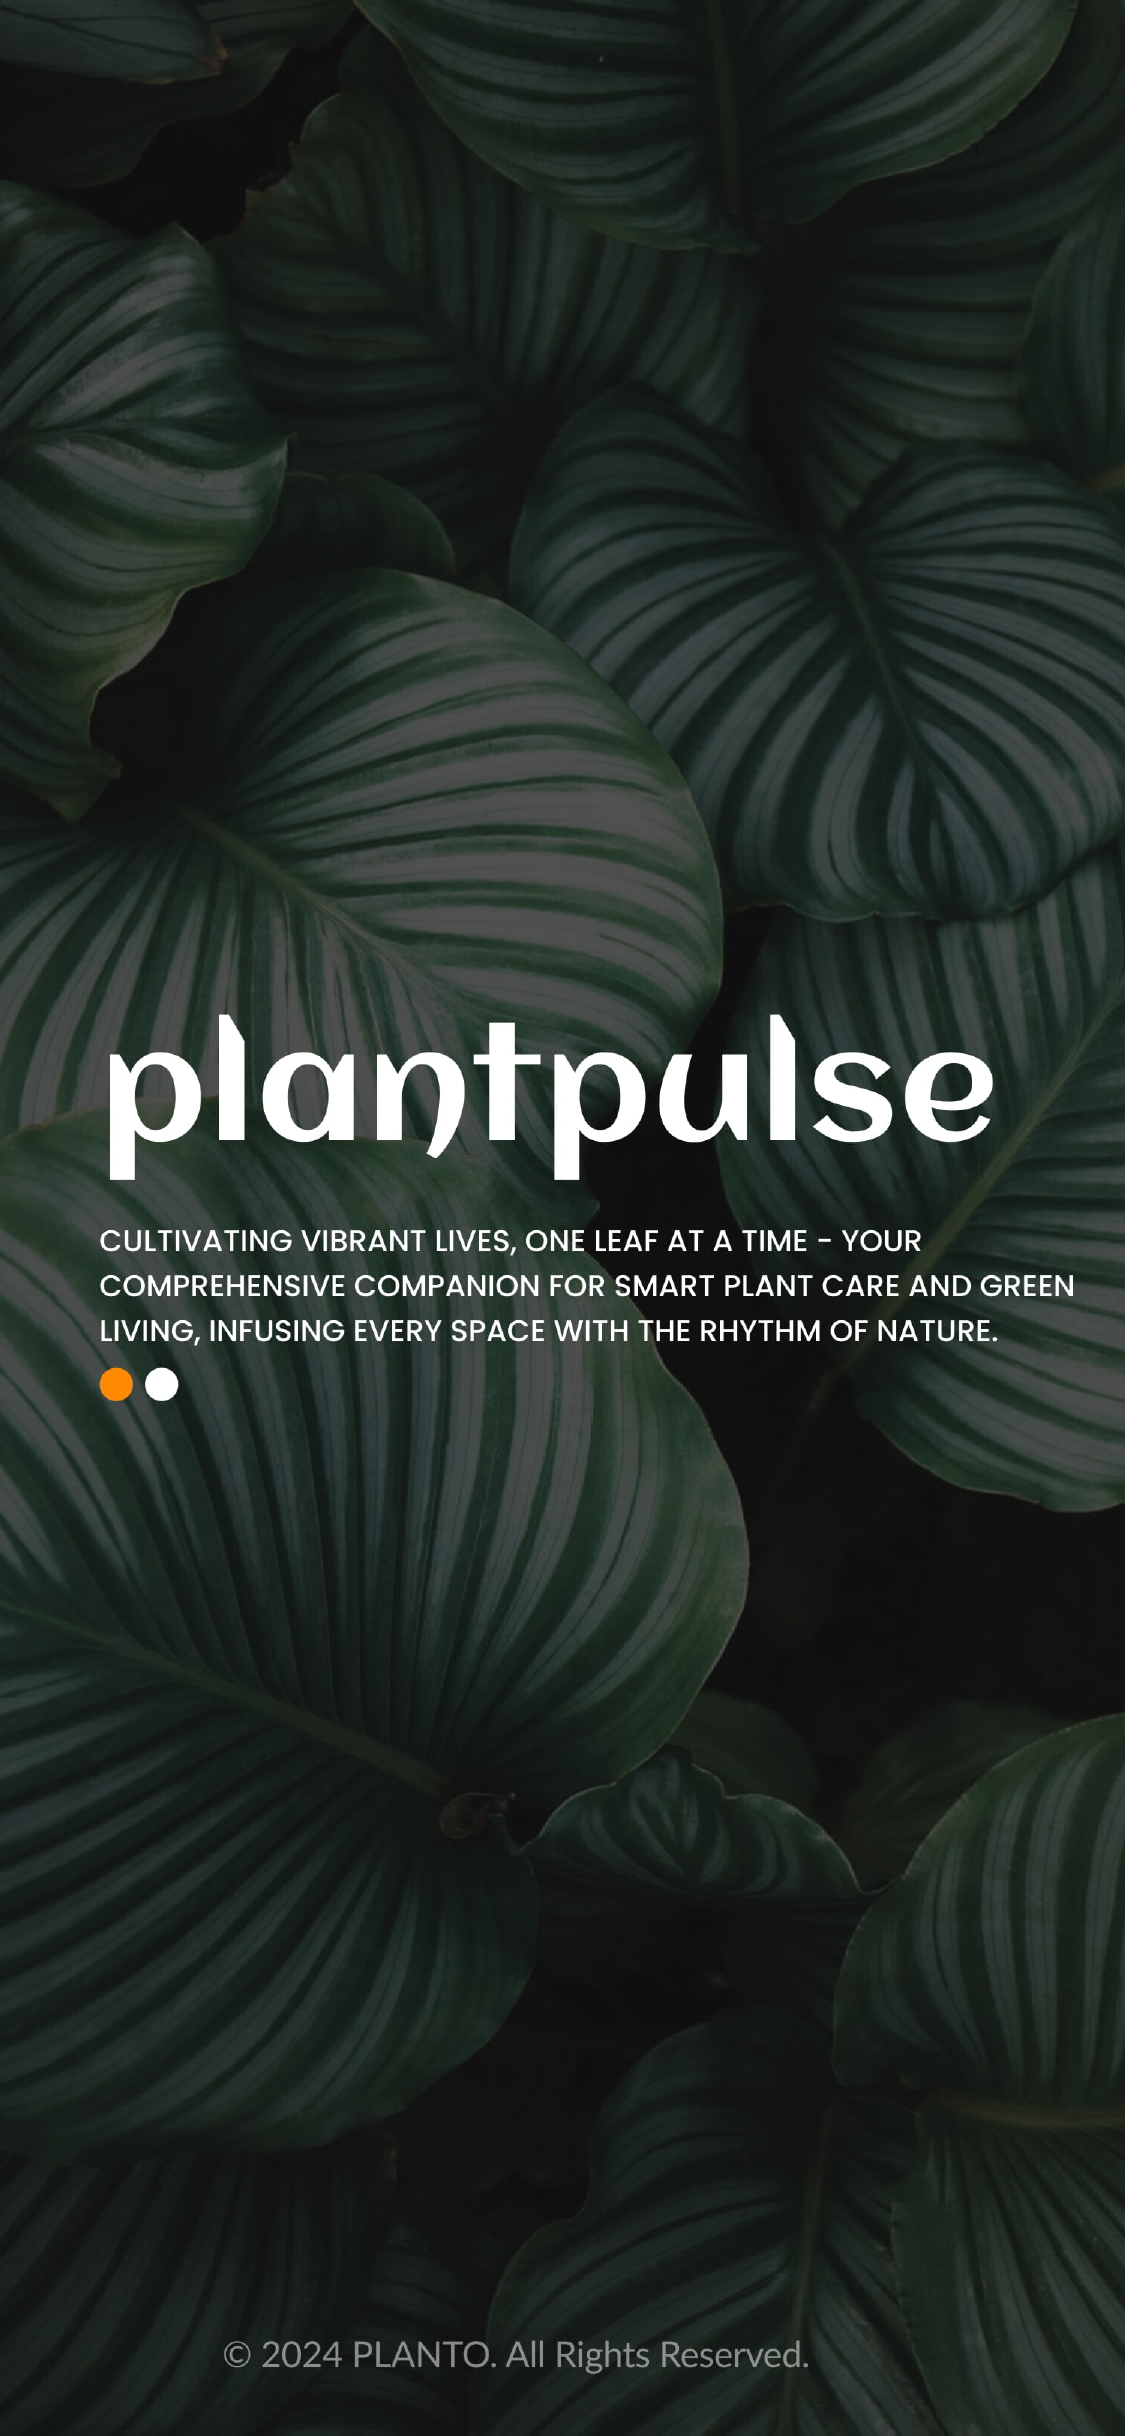 plantpulse
CULTIVATING VIBRANT LIVES, ONE LEAF AT A TIME - YOUR
COMPREHENSIVE COMPANION FOR SMART PLANT CARE AND GREEN
LIVING, INFUSING EVERY SPACE WITH THE RHYTHM OF NATURE.
© 2024 PLANTO. All Rights Reserved.